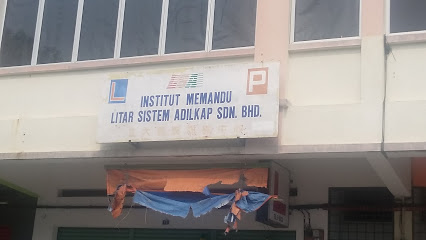 L P
INSTITUT MEMANDU
LITAR SISTEM ADILKAP SDN. BHD.